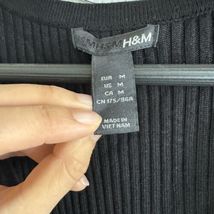 H&M
EUR M
US M
CA M
CN 175/96A
MADE IN
VIET NAM